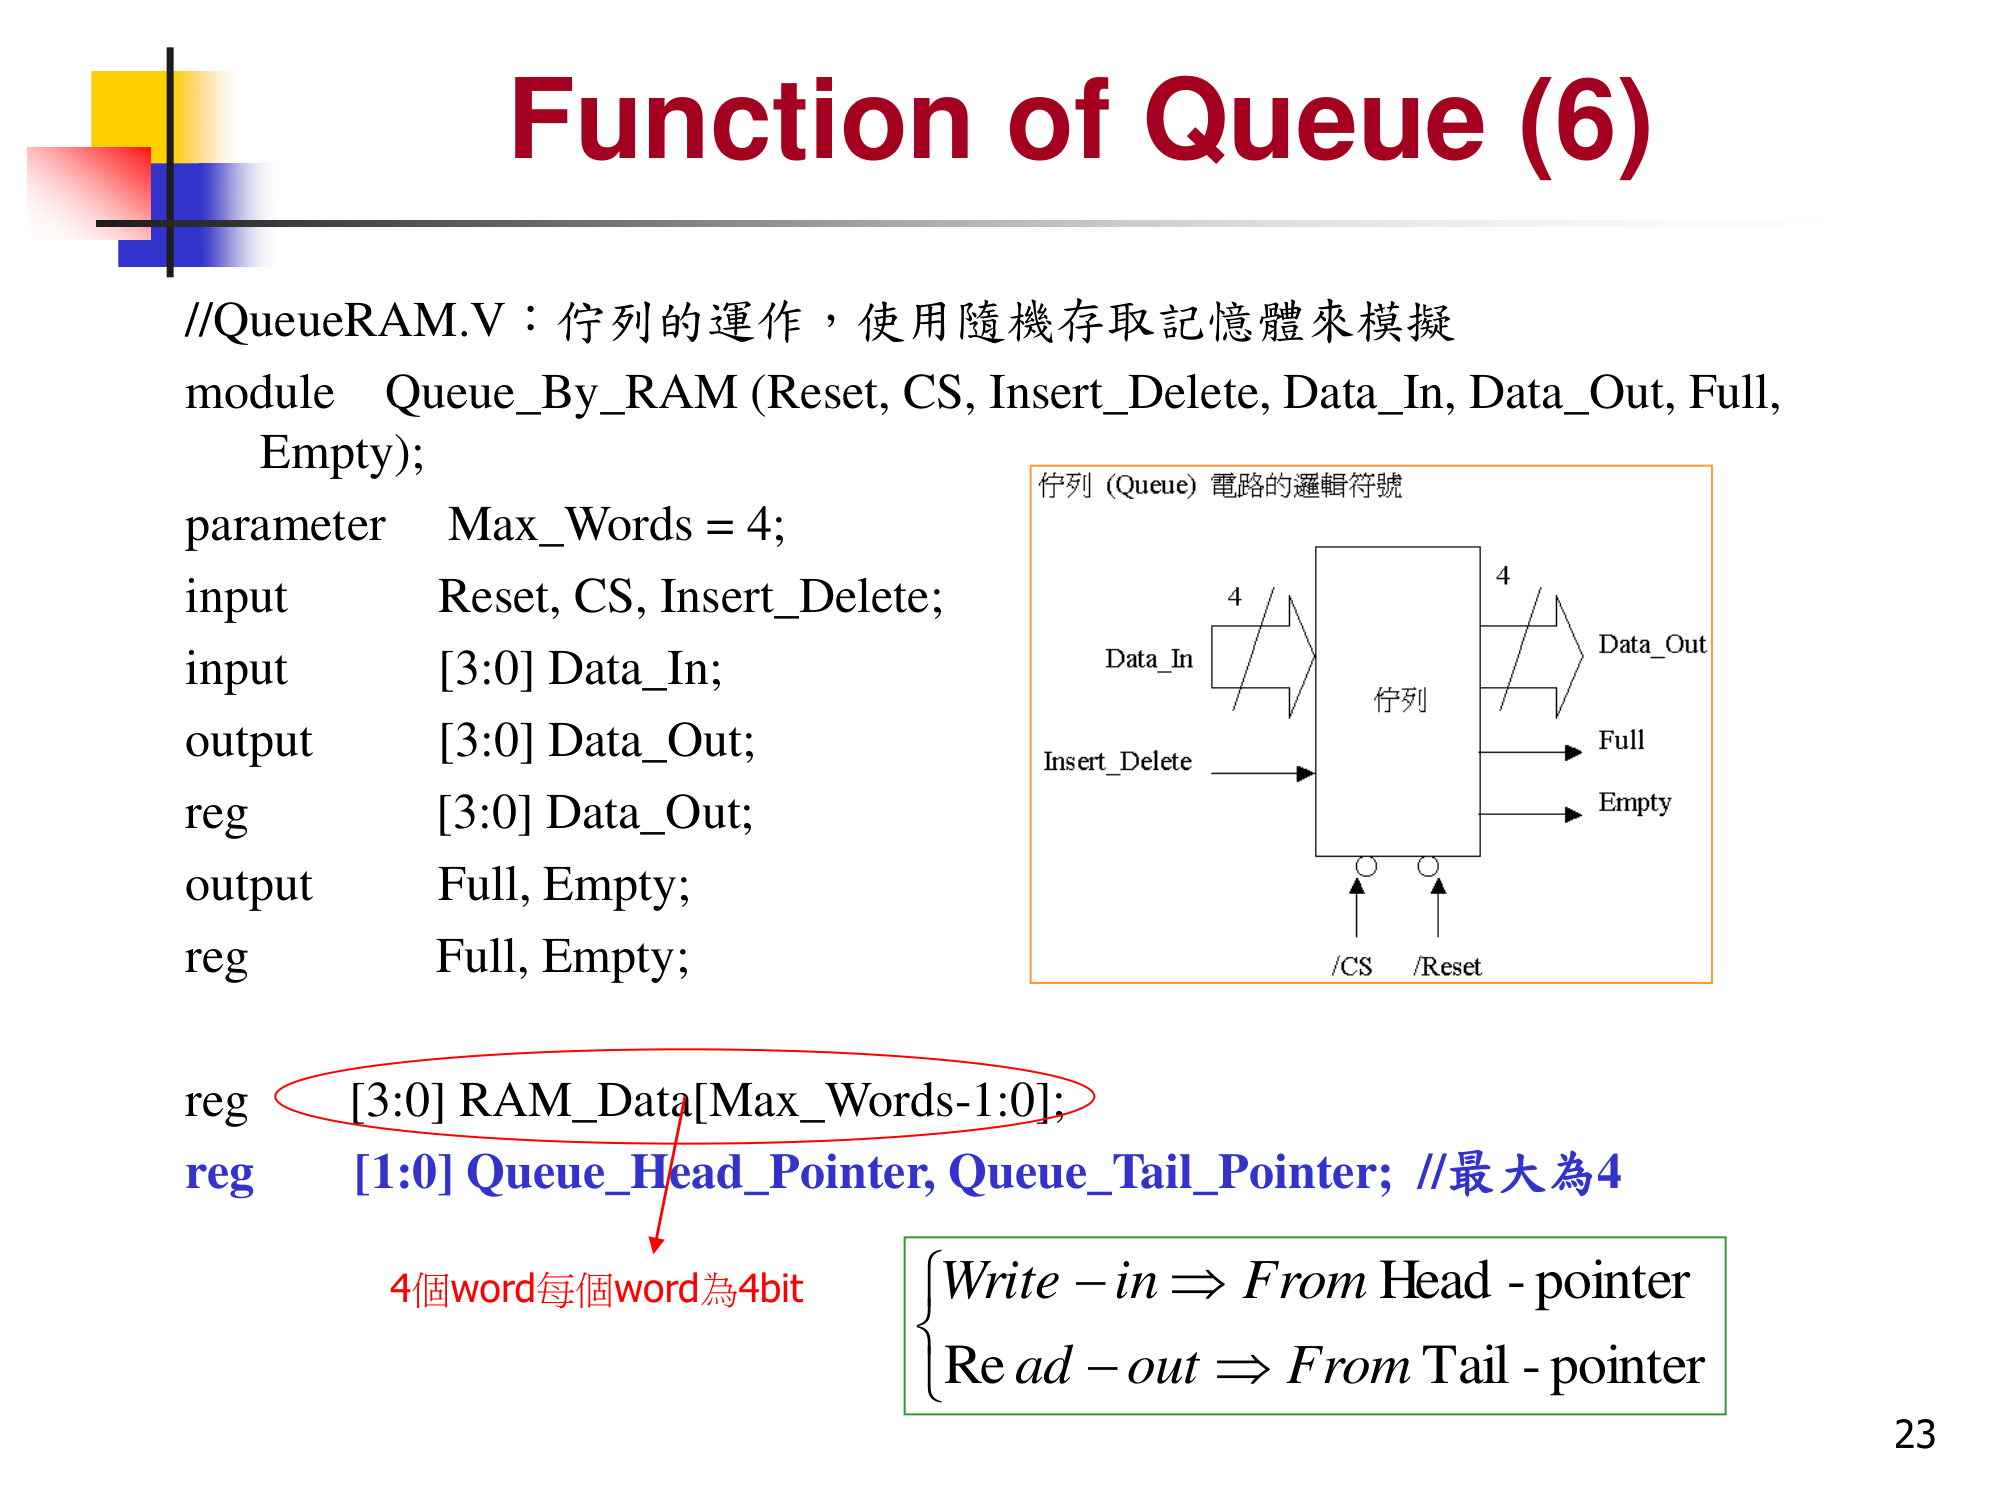 Function of Queue (6)
//QueueRAM.V：佇列的運作，使用隨機存取記憶體來模擬
module Queue_By_RAM (Reset, CS, Insert_Delete, Data_In, Data_Out, Full,
Empty);
parameter Max_Words = 4;
input Reset, CS, Insert_Delete;
input [3:0] Data_In;
output [3:0] Data_Out;
reg [3:0] Data_Out;
output Full, Empty;
reg Full, Empty;
佇列 (Queue) 電路的邏輯符號
4
4
Data_In
Data_Out
佇列
Insert_Delete
Full
Empty
/CS /Reset
reg [3:0] RAM_Data[Max_Words-1:0];
reg [1:0] Queue_Head_Pointer, Queue_Tail_Pointer; //最大為4
4個word每個word為4bit
Write − in ⇒ From Head - pointer
Read − out ⇒ From Tail - pointer
23